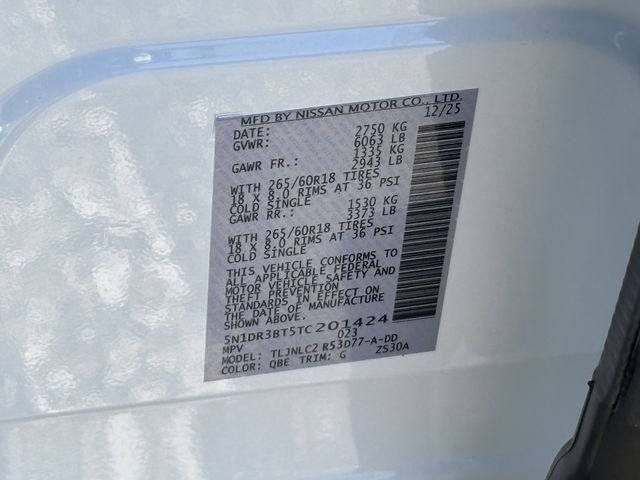 MFD BY NISSAN MOTOR CO., LTD.
DATE: 12/25
GVWR: 2750 KG
6063 LB
GAWR FR.: 1335 KG
2943 LB
WITH 265/60R18 TIRES
18 X 8.0 RIMS AT 36 PSI
COLD SINGLE
GAWR RR.: 1530 KG
3373 LB
WITH 265/60R18 TIRES
18 X 8.0 RIMS AT 36 PSI
COLD SINGLE
THIS VEHICLE CONFORMS TO
ALL APPLICABLE FEDERAL
MOTOR VEHICLE SAFETY AND
THEFT PREVENTION
STANDARDS IN EFFECT ON
THE DATE OF MANUFACTURE
SHOWN ABOVE.
5N1DR3BT5TC201424
MPV 023
MODEL: TLJNLC2 R53D77-A-DD
COLOR: QBE TRIM: G ZS30A